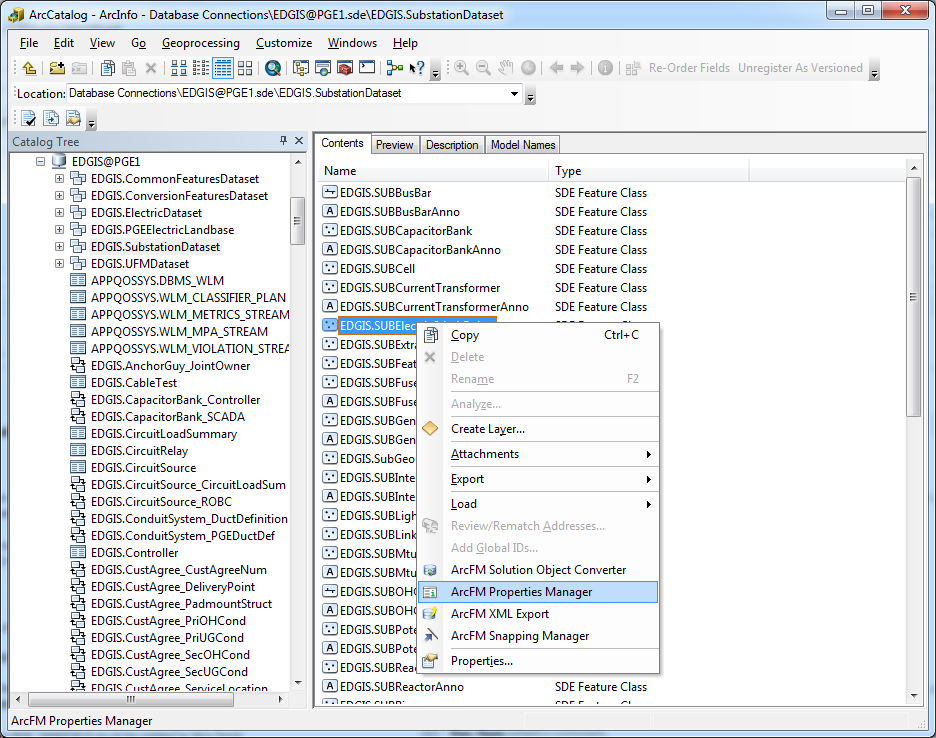 ArcCatalog - ArcInfo - Database Connections\EDGIS@PGE1.sde\EDGIS.SubstationDataset
File Edit View Go Geoprocessing Customize Windows Help
Re-Order Fields Unregister As Versioned
Location: Database Connections\EDGIS@PGE1.sde\EDGIS.SubstationDataset
Catalog Tree
EDGIS@PGE1
EDGIS.CommonFeaturesDataset
EDGIS.ConversionFeaturesDataset
EDGIS.ElectricDataset
EDGIS.PGEElectricLandbase
EDGIS.SubstationDataset
EDGIS.UFMDataset
APPQOSSYS.DBMS_WLM
APPQOSSYS.WLM_CLASSIFIER_PLAN
APPQOSSYS.WLM_METRICS_STREAM
APPQOSSYS.WLM_MPA_STREAM
APPQOSSYS.WLM_VIOLATION_STREA
EDGIS.AnchorGuy_JointOwner
EDGIS.CableTest
EDGIS.CapacitorBank_Controller
EDGIS.CapacitorBank_SCADA
EDGIS.CircuitLoadSummary
EDGIS.CircuitRelay
EDGIS.CircuitSource
EDGIS.CircuitSource_CircuitLoadSum
EDGIS.CircuitSource_ROBC
EDGIS.ConduitSystem_DuctDefinition
EDGIS.ConduitSystem_PGEDuctDef
EDGIS.Controller
EDGIS.CustAgree_CustAgreeNum
EDGIS.CustAgree_DeliveryPoint
EDGIS.CustAgree_PadmountStruct
EDGIS.CustAgree_PriOHCond
EDGIS.CustAgree_PriUGCond
EDGIS.CustAgree_SecOHCond
EDGIS.CustAgree_SecUGCond
EDGIS.CustAgree_ServiceLocation
Contents Preview Description Model Names
Name Type
EDGIS.SUBBusBar SDE Feature Class
EDGIS.SUBBusBarAnno SDE Feature Class
EDGIS.SUBCapacitorBank SDE Feature Class
EDGIS.SUBCapacitorBankAnno SDE Feature Class
EDGIS.SUBCell SDE Feature Class
EDGIS.SUBCurrentTransformer SDE Feature Class
EDGIS.SUBCurrentTransformerAnno SDE Feature Class
EDGIS.SUBElec
EDGIS.SUBExtra
EDGIS.SUBFeat
EDGIS.SUBFuse
EDGIS.SUBFuse
EDGIS.SUBGen
EDGIS.SUBGen
EDGIS.SubGeo
EDGIS.SUBInte
EDGIS.SUBInte
EDGIS.SUBLigh
EDGIS.SUBLink
EDGIS.SUBMtu
EDGIS.SUBMtu
EDGIS.SUBOHC
EDGIS.SUBOHC
EDGIS.SUBPote
EDGIS.SUBPote
EDGIS.SUBReac
EDGIS.SUBReactorAnno SDE Feature Class
Copy Ctrl+C
Delete
Rename F2
Analyze...
Create Layer...
Attachments
Export
Load
Review/Rematch Addresses...
Add Global IDs...
ArcFM Solution Object Converter
ArcFM Properties Manager
ArcFM XML Export
ArcFM Snapping Manager
Properties...
ArcFM Properties Manager